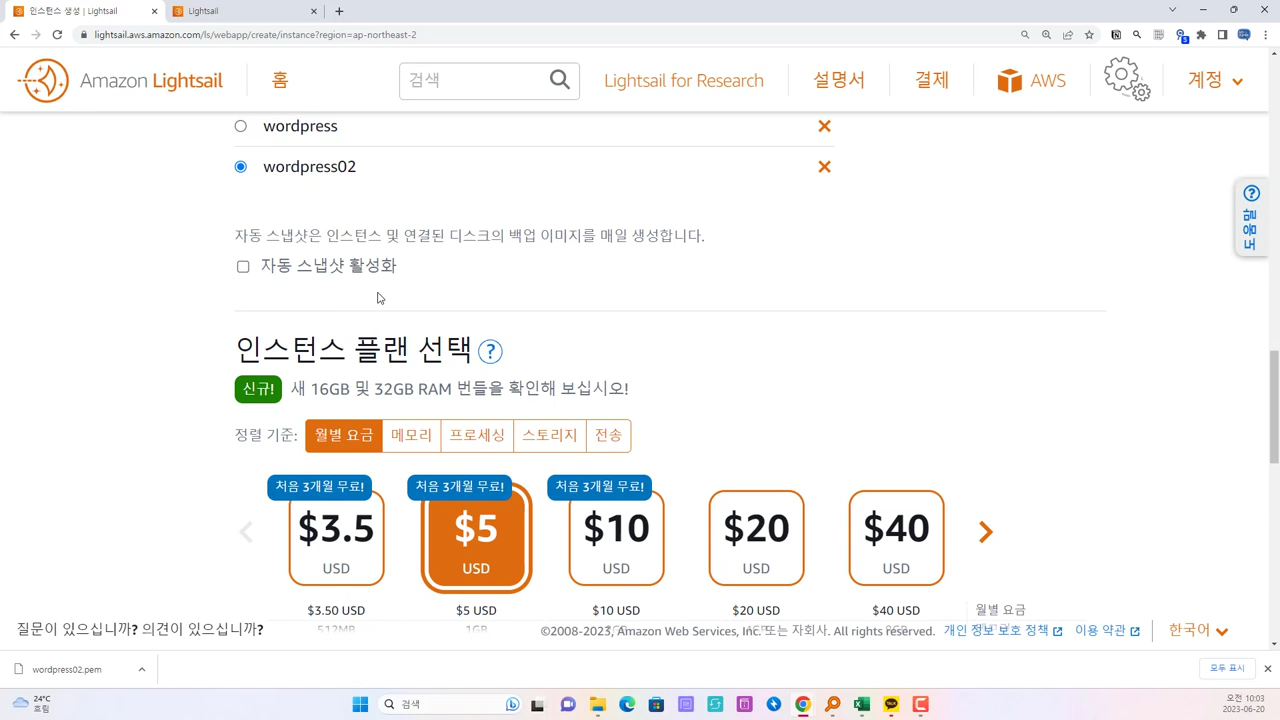 인스턴스 생성 | Lightsail
Lightsail
lightsail.aws.amazon.com/ls/webapp/create/instance?region=ap-northeast-2
Amazon Lightsail
홈
검색
Lightsail for Research
설명서
결제
AWS
계정
wordpress
wordpress02
도움말
자동 스냅샷은 인스턴스 및 연결된 디스크의 백업 이미지를 매일 생성합니다.
자동 스냅샷 활성화
인스턴스 플랜 선택 ?
신규! 새 16GB 및 32GB RAM 번들을 확인해 보십시오!
정렬 기준: 월별 요금 메모리 프로세싱 스토리지 전송
처음 3개월 무료! 처음 3개월 무료! 처음 3개월 무료!
$3.5 $5 $10 $20 $40
USD USD USD USD USD
$3.50 USD $5 USD $10 USD $20 USD $40 USD 월별 요금
512MB 1GB
질문이 있으십니까? 의견이 있으십니까?
©2008-2023, Amazon Web Services, Inc. 또는 자회사. All rights reserved.
개인 정보 보호 정책
이용 약관
한국어
wordpress02.pem
모두 표시
24°C
흐림
검색
오전 10:03
2023-06-20